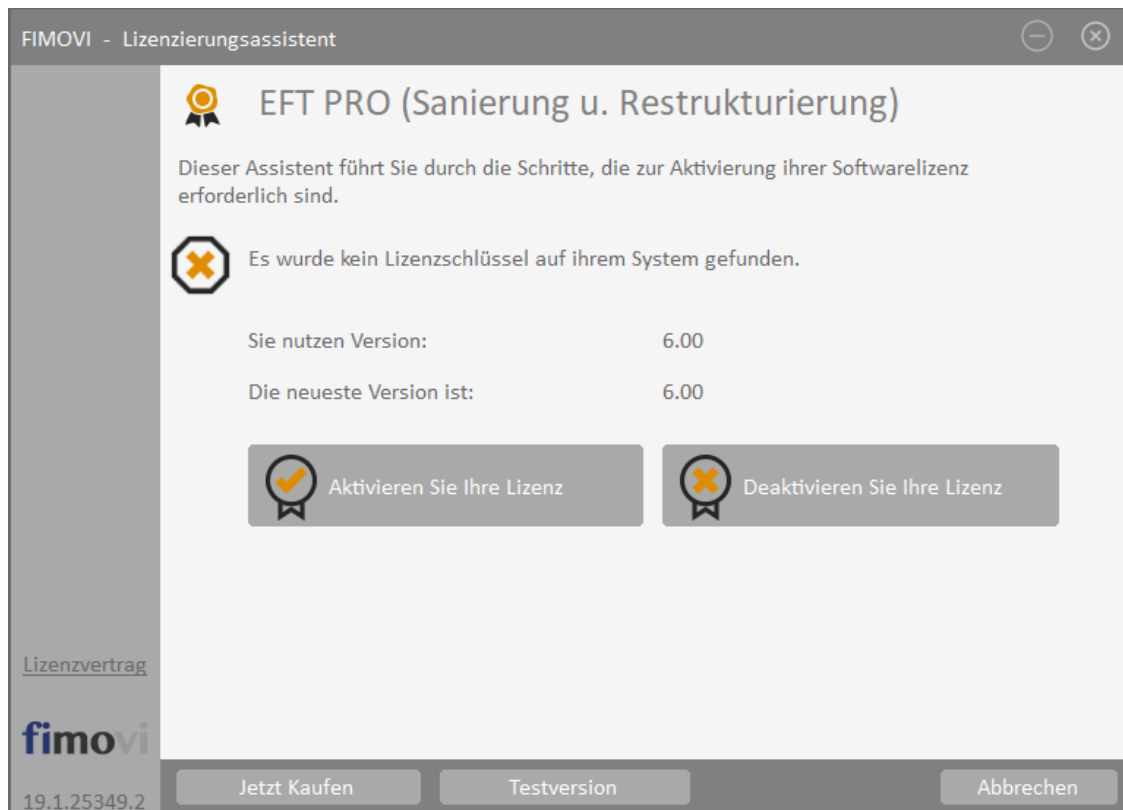 FIMOVI - Lizenzierungsassistent
EFT PRO (Sanierung u. Restrukturierung)
Dieser Assistent führt Sie durch die Schritte, die zur Aktivierung ihrer Softwarelizenz
erforderlich sind.
Es wurde kein Lizenzschlüssel auf ihrem System gefunden.
Sie nutzen Version: 6.00
Die neueste Version ist: 6.00
Aktivieren Sie Ihre Lizenz
Deaktivieren Sie Ihre Lizenz
Lizenzvertrag
fimovi
19.1.25349.2
Jetzt Kaufen
Testversion
Abbrechen